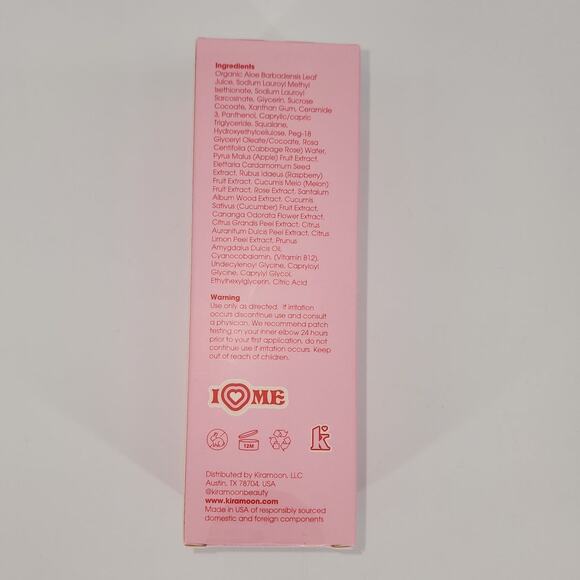 Ingredients
Organic Aloe Barbadensis Leaf
Juice, Sodium Lauroyl Methyl
Isethionate, Sodium Lauroyl
Sarcosinate, Glycerin, Sucrose
Cocoate, Xanthan Gum, Ceramide
3, Panthenol, Caprylic/capric
Triglyceride, Squalane,
Hydroxyethylcellulose, Peg-18
Glyceryl Oleate/Cocoate, Rosa
Centifolia (Cabbage Rose) Water,
Pyrus Malus (Apple) Fruit Extract,
Elettaria Cardamomum Seed
Extract, Rubus Idaeus (Raspberry)
Fruit Extract, Cucumis Melo (Melon)
Fruit Extract, Rose Extract, Santalum
Album Wood Extract, Cucumis
Sativus (Cucumber) Fruit Extract,
Cananga Odorata Flower Extract,
Citrus Grandis Peel Extract, Citrus
Aurantium Dulcis Peel Extract, Citrus
Limon Peel Extract, Prunus
Amygdalus Dulcis Oil,
Cyanocobalamin, (Vitamin B12),
Undecylenoyl Glycine, Capryloyl
Glycine, Caprylyl Glycol,
Ethylhexylglycerin, Citric Acid
Warning
Use only as directed. If irritation
occurs discontinue use and consult
a physician. We recommend patch
testing on your inner elbow 24 hours
prior to your first application, do not
continue use if irritation occurs. Keep
out of reach of children.
I ME
12M k
Distributed by Kiramoon, LLC
Austin, TX 78704, USA
@kiramoonbeauty
www.kiramoon.com
Made in USA of responsibly sourced
domestic and foreign components